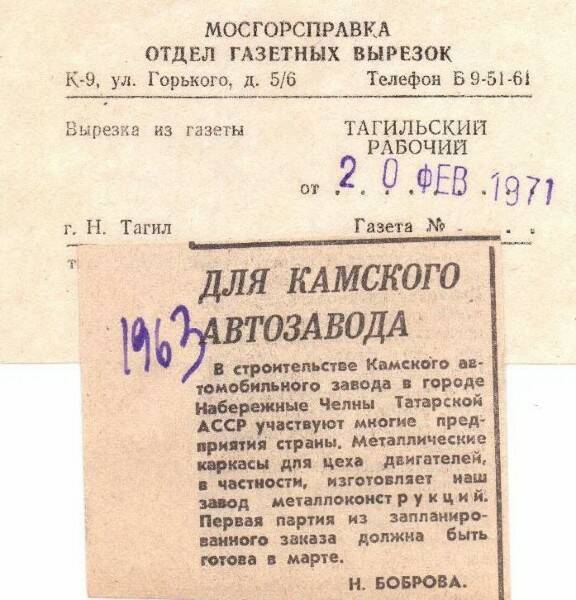 МОСГОРСПРАВКА
ОТДЕЛ ГАЗЕТНЫХ ВЫРЕЗОК
К-9, ул. Горького, д. 5/6 Телефон Б 9-51-61
Вырезка из газеты
ТАГИЛЬСКИЙ
РАБОЧИЙ
от 20 ФЕВ 1971
г. Н. Тагил Газета №
т
1963
ДЛЯ КАМСКОГО
АВТОЗАВОДА
В строительстве Камского ав-
томобильного завода в городе
Набережные Челны Татарской
АССР участвуют многие пред-
приятия страны. Металлические
каркасы для цеха двигателей,
в частности, изготовляет наш
завод металлоконструкций.
Первая партия из запланиро-
ванного заказа должна быть
готова в марте.
Н. БОБРОВА.